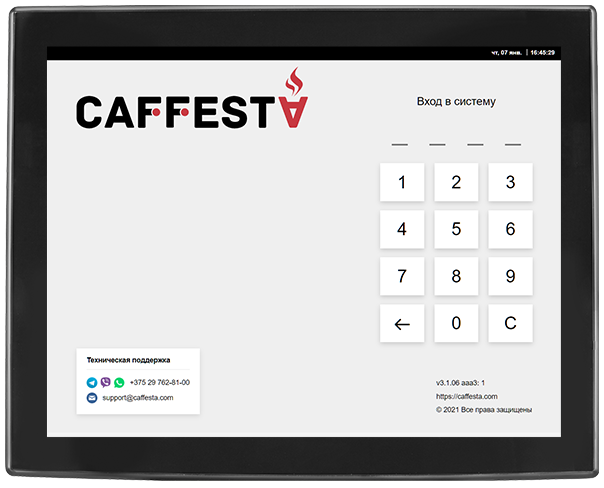 чт, 07 янв. | 16:45:29
CAFFESTA
Вход в систему
1 2 3
4 5 6
7 8 9
← 0 C
Техническая поддержка
+375 29 762-81-00
support@caffesta.com
v3.1.06 aaa3: 1
https://caffesta.com
© 2021 Все права защищены